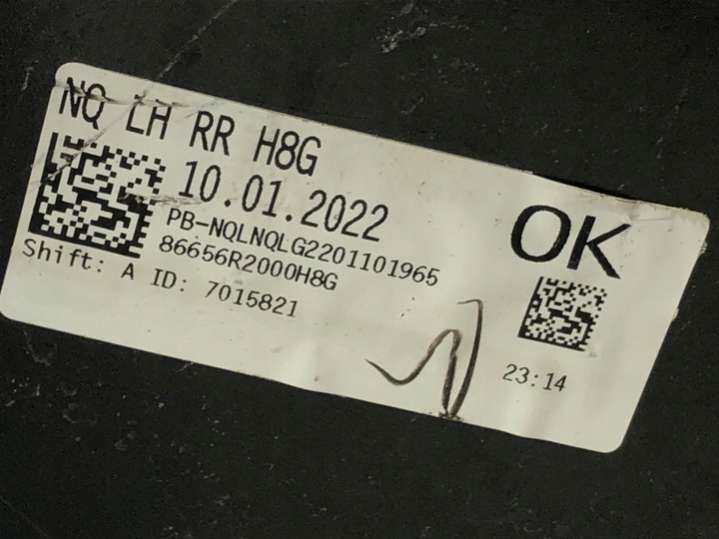 NQ LH RR H8G
10.01.2022
PB-NQLNQLG2201101965
86656R2000H8G
Shift: A ID: 7015821
OK
23:14